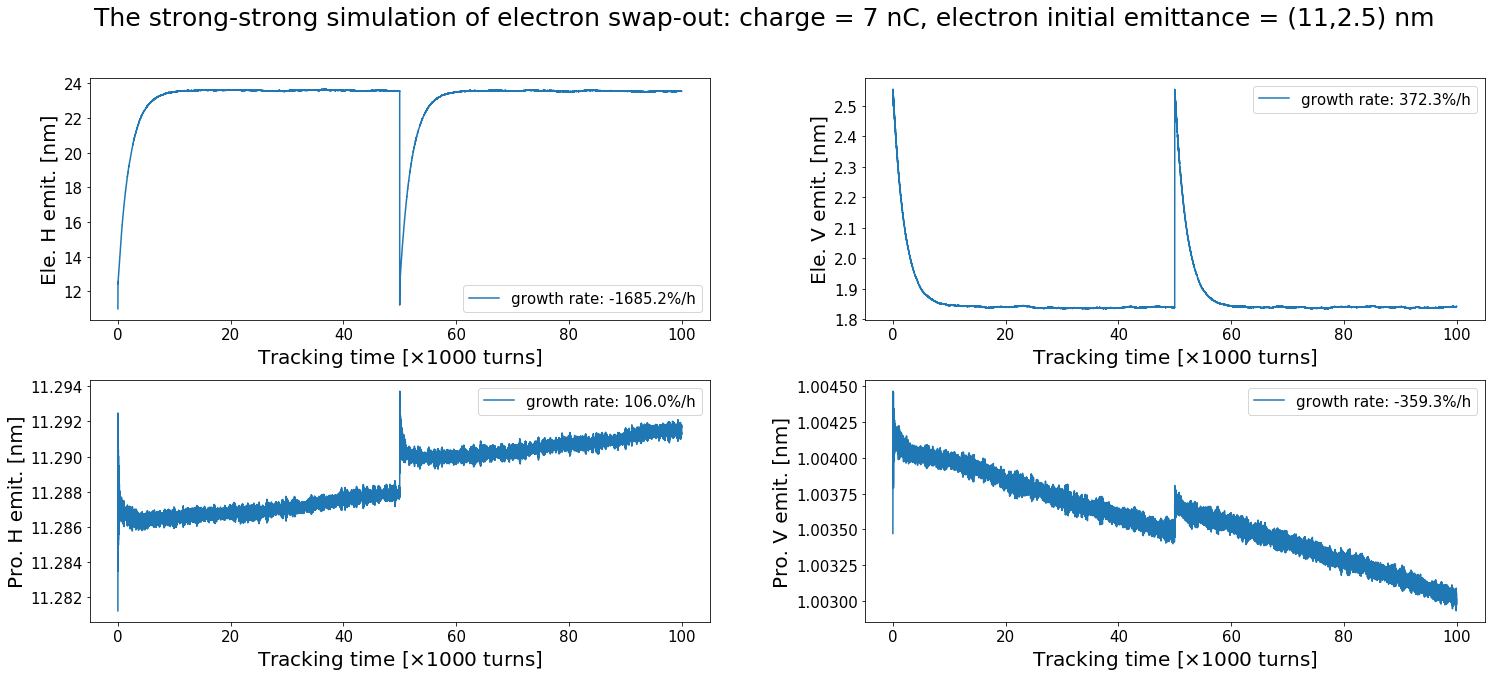 The strong-strong simulation of electron swap-out: charge = 7 nC, electron initial emittance = (11,2.5) nm
Ele. H emit. [nm]
24
22
20
18
16
14
12
growth rate: -1685.2%/h
0 20 40 60 80 100
Tracking time [×1000 turns]
Ele. V emit. [nm]
2.5
2.4
2.3
2.2
2.1
2.0
1.9
1.8
growth rate: 372.3%/h
0 20 40 60 80 100
Tracking time [×1000 turns]
Pro. H emit. [nm]
11.294
11.292
11.290
11.288
11.286
11.284
11.282
growth rate: 106.0%/h
0 20 40 60 80 100
Tracking time [×1000 turns]
Pro. V emit. [nm]
1.00450
1.00425
1.00400
1.00375
1.00350
1.00325
1.00300
growth rate: -359.3%/h
0 20 40 60 80 100
Tracking time [×1000 turns]